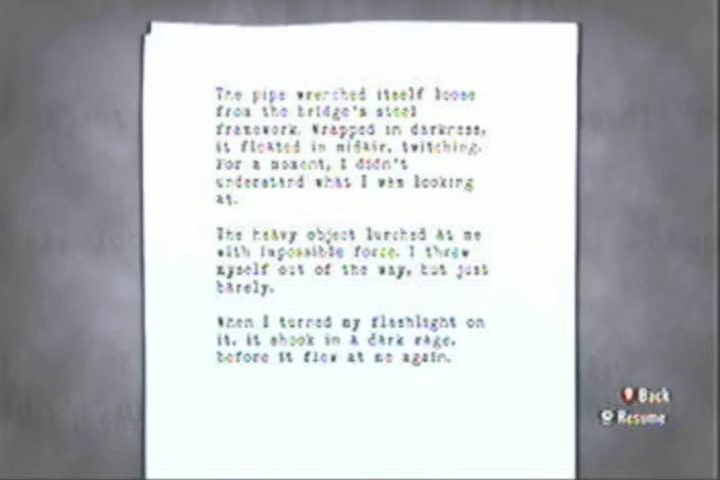 The pipe wrenched itself loose
from the bridge's steel
framework. Wrapped in darkness,
it floated in midair, twitching.
For a moment, I didn't
understand what I was looking
at.
The heavy object lurched at me
with impossible force. I threw
myself out of the way, but just
barely.
When I turned my flashlight on
it, it shook in a dark rage,
before it flew at me again.
Back
Resume